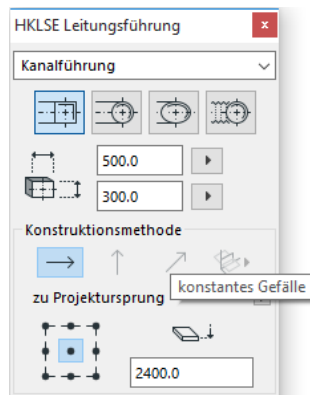 HKLSE Leitungsführung
x
Kanalführung
500.0
300.0
Konstruktionsmethode
konstantes Gefälle
zu Projektursprung
2400.0